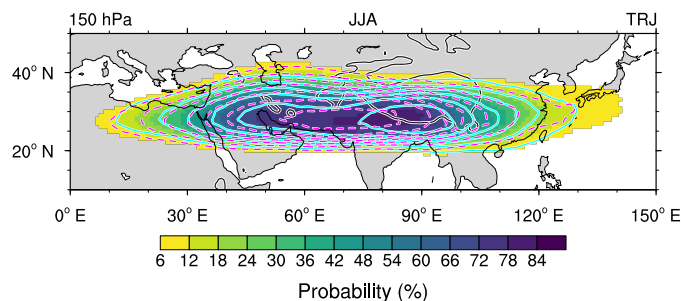 150 hPa JJA TRJ
40° N
20° N
0° E 30° E 60° E 90° E 120° E 150° E
6 12 18 24 30 36 42 48 54 60 66 72 78 84
Probability (%)